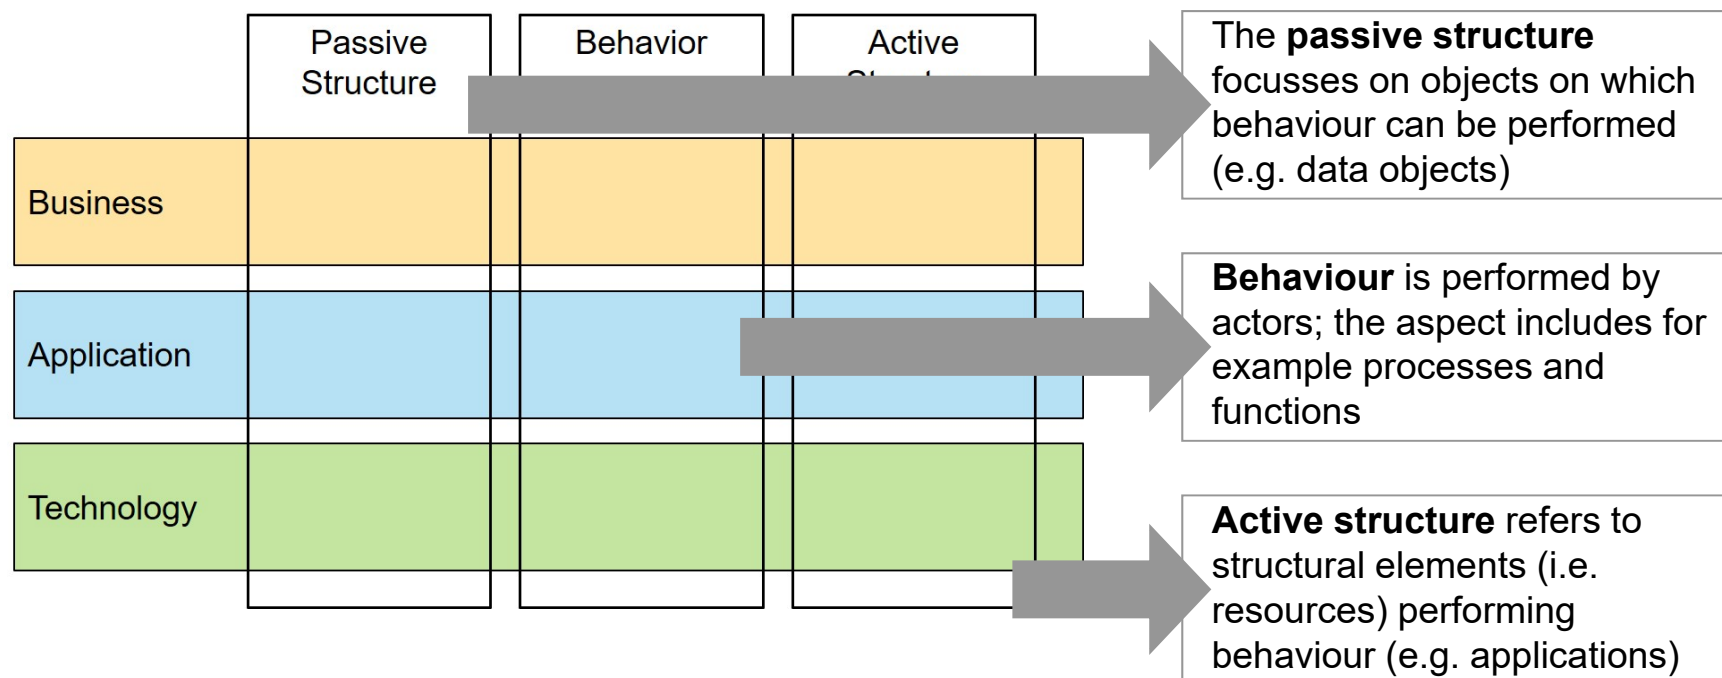 Passive
Structure
Behavior
Active
Business
Application
Technology
The passive structure
focusses on objects on which
behaviour can be performed
(e.g. data objects)
Behaviour is performed by
actors; the aspect includes for
example processes and
functions
Active structure refers to
structural elements (i.e.
resources) performing
behaviour (e.g. applications)